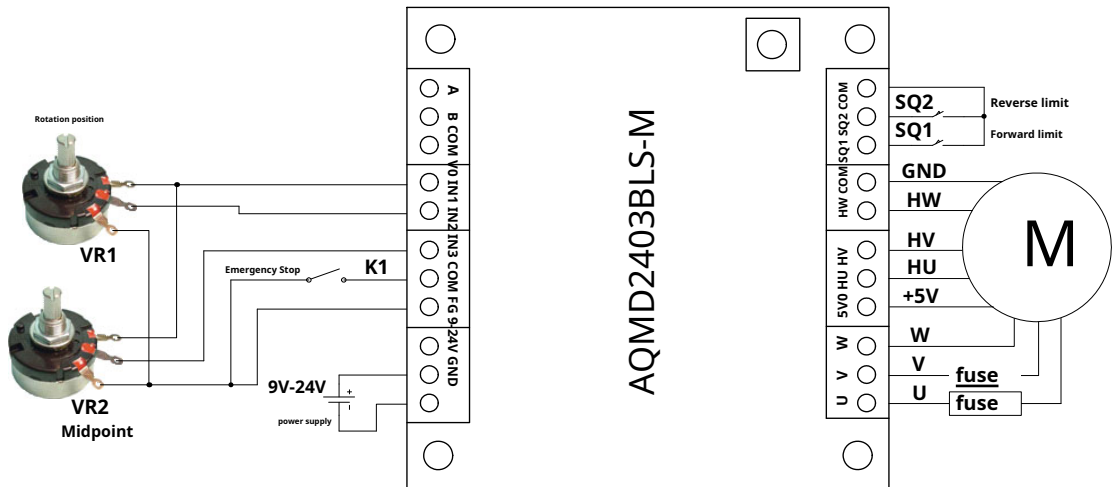 Rotation position
VR1
VR2
Midpoint
Emergency Stop
K1
9V-24V
+
-
power supply
A
B COM V0 IN1 IN2 IN3 COM FG 9-24V GND
AQMD2403BLS-M
SQ1 SQ2 COM
HW COM
5V0 HU HV
W
V
U
SQ2
Reverse limit
SQ1
Forward limit
GND
HW
HV
HU
+5V
W
V
fuse
U
fuse
M